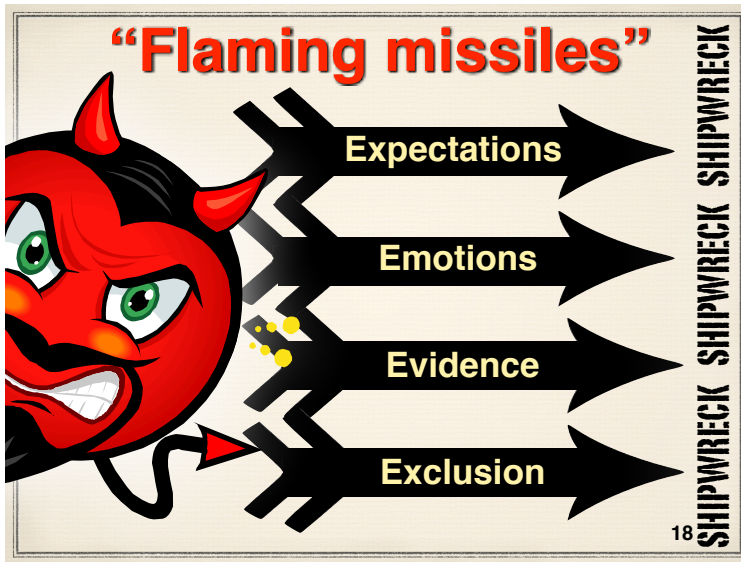 “Flaming missiles”
Expectations
Emotions
Evidence
Exclusion
18
SHIPWRECK SHIPWRECK SHIPWRECK